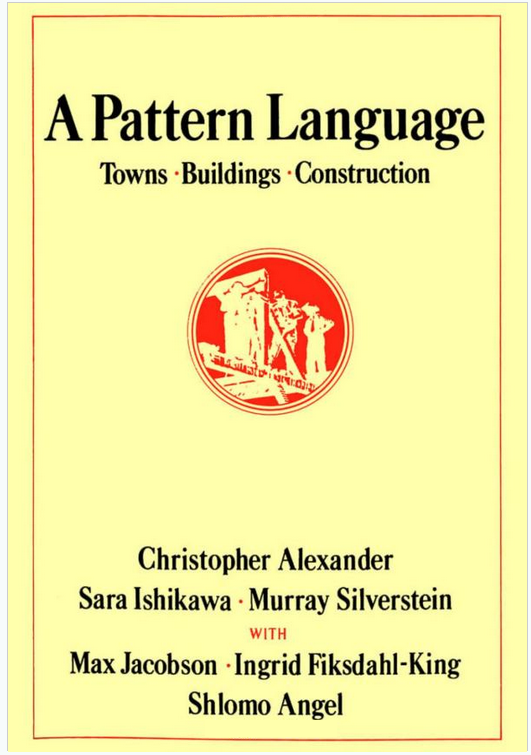 A Pattern Language
Towns · Buildings · Construction
Christopher Alexander
Sara Ishikawa · Murray Silverstein
WITH
Max Jacobson · Ingrid Fiksdahl-King
Shlomo Angel